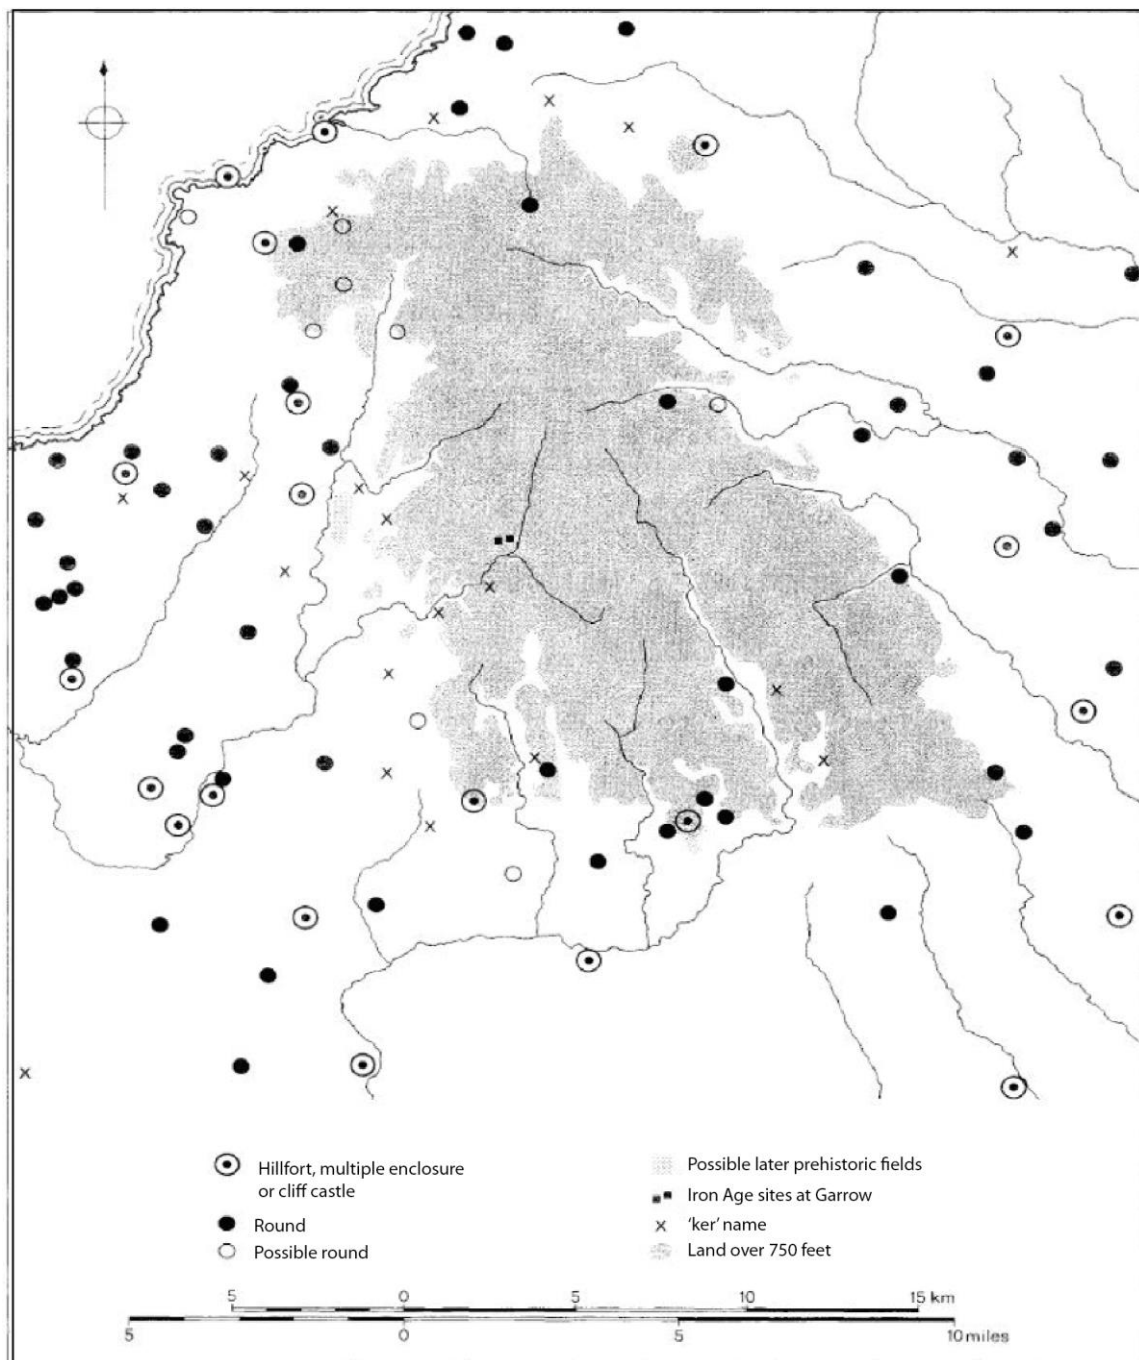 Hillfort, multiple enclosure
or cliff castle
Round
Possible round
Possible later prehistoric fields
Iron Age sites at Garrow
'ker' name
Land over 750 feet
5 0 5 10 15 km
5 0 5 10 miles